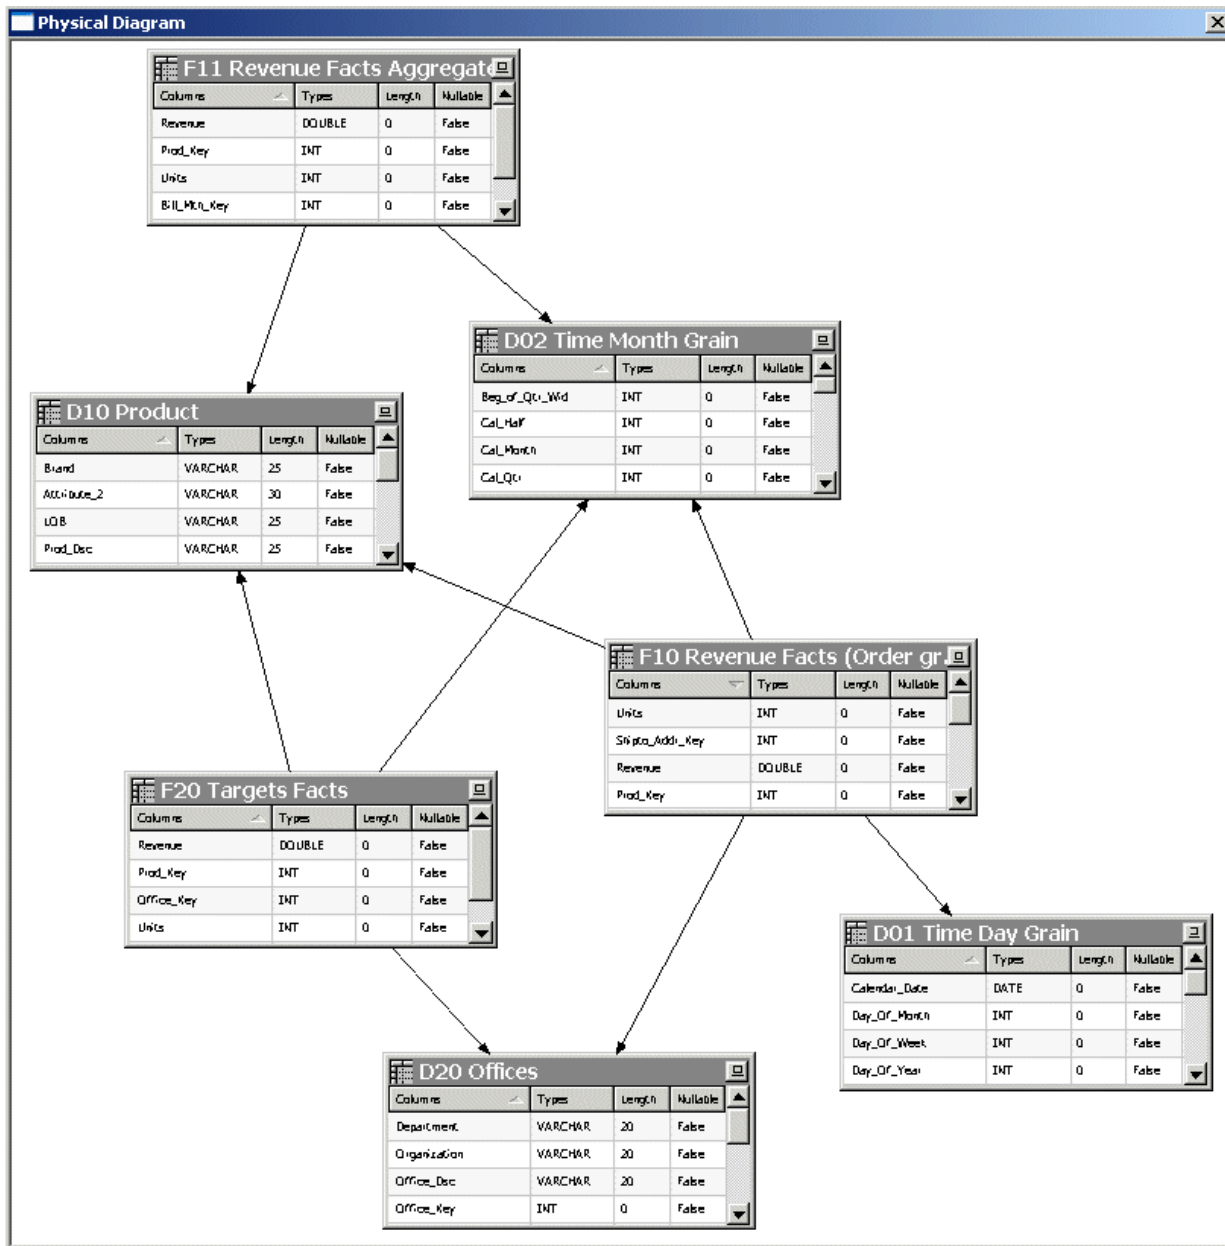 Physical Diagram
F11 Revenue Facts Aggregate
Columns Types Length Nullable
Revenue DOUBLE 0 False
Prod_Key INT 0 False
Units INT 0 False
Bill_Mth_Key INT 0 False
D02 Time Month Grain
Columns Types Length Nullable
Beg_of_Qtr_Wid INT 0 False
Cal_Half INT 0 False
Cal_Month INT 0 False
Cal_Qtr INT 0 False
D10 Product
Columns Types Length Nullable
Brand VARCHAR 25 False
Attribute_2 VARCHAR 30 False
LOB VARCHAR 25 False
Prod_Dsc VARCHAR 25 False
F10 Revenue Facts (Order gr...
Columns Types Length Nullable
Units INT 0 False
Shipto_Addr_Key INT 0 False
Revenue DOUBLE 0 False
Prod_Key INT 0 False
F20 Targets Facts
Columns Types Length Nullable
Revenue DOUBLE 0 False
Prod_Key INT 0 False
Office_Key INT 0 False
Units INT 0 False
D01 Time Day Grain
Columns Types Length Nullable
Calendar_Date DATE 0 False
Day_Of_Month INT 0 False
Day_Of_Week INT 0 False
Day_Of_Year INT 0 False
D20 Offices
Columns Types Length Nullable
Department VARCHAR 20 False
Organization VARCHAR 20 False
Office_Dsc VARCHAR 20 False
Office_Key INT 0 False